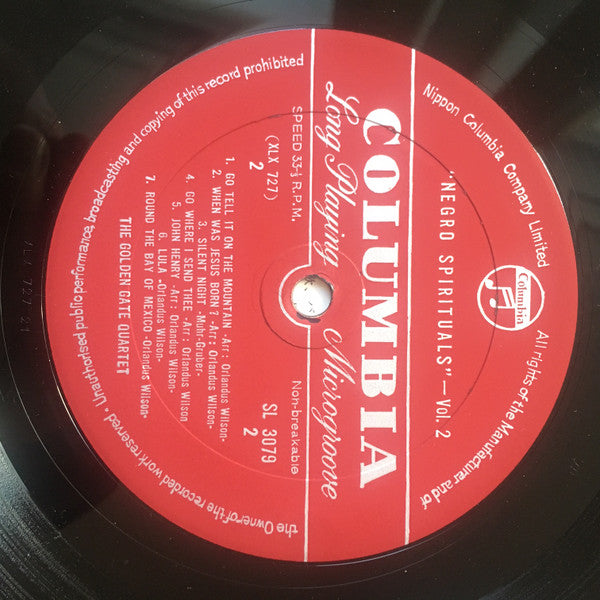 Nippon Columbia Company Limited
All rights of the Manufacturer and of
the Owner of the recorded work reserved · Unauthorised public performance, broadcasting and copying of this record prohibited
"NEGRO SPIRITUALS" — Vol. 2
Columbia
COLUMBIA
Long Playing Microgroove
SPEED 33⅓ R.P.M.
Non-breakable
(XLX 727)
2
SL 3079
2
1. GO TELL IT ON THE MOUNTAIN -Arr: Orlandus Wilson-
2. WHEN WAS JESUS BORN? -Arr: Orlandus Wilson-
3. SILENT NIGHT -Muhr-Gruber-
4. GO WHERE I SEND THEE -Arr: Orlandus Wilson
5. JOHN HENRY -Arr: Orlandus Wilson-
6. LULA -Orlandus Wilson-
7. ROUND THE BAY OF MEXICO -Orlandus Wilson-
THE GOLDEN GATE QUARTET